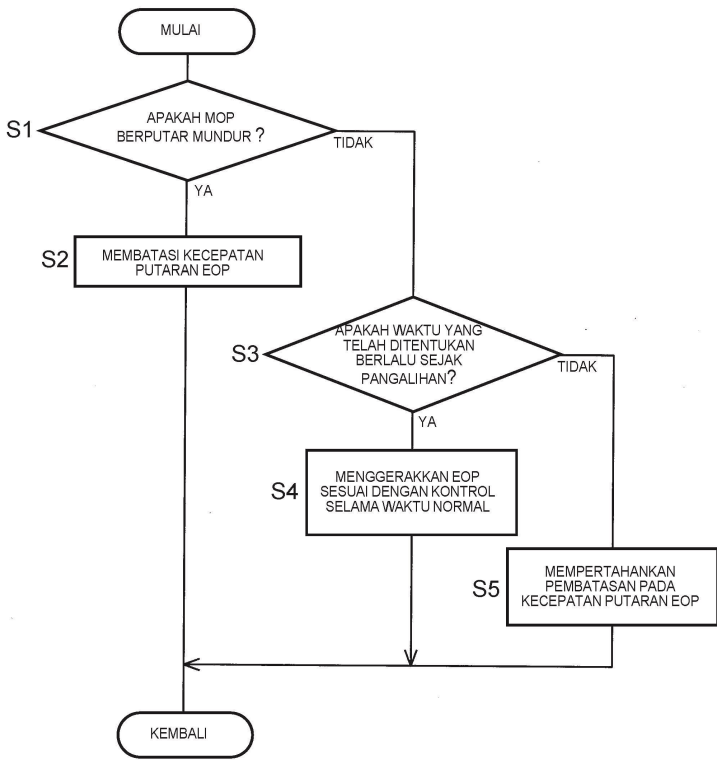 MULAI
S1
APAKAH MOP
BERPUTAR MUNDUR ?
TIDAK
YA
S2
MEMBATASI KECEPATAN
PUTARAN EOP
S3
APAKAH WAKTU YANG
TELAH DITENTUKAN
BERLALU SEJAK
PANGALIHAN?
TIDAK
YA
S4
MENGGERAKKAN EOP
SESUAI DENGAN KONTROL
SELAMA WAKTU NORMAL
S5
MEMPERTAHANKAN
PEMBATASAN PADA
KECEPATAN PUTARAN EOP
KEMBALI